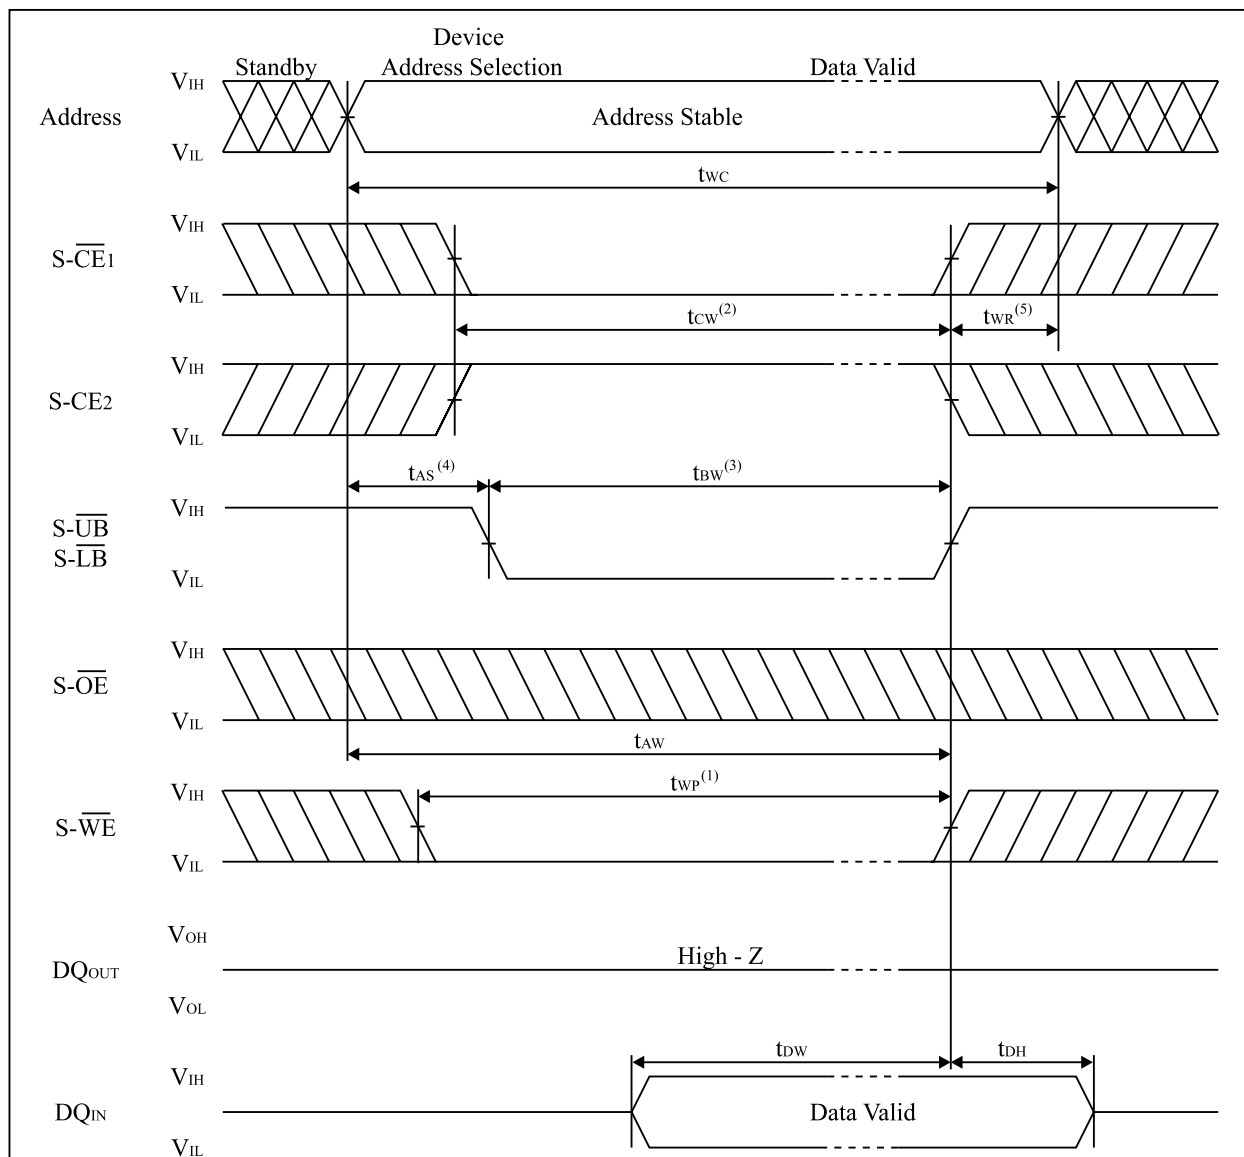 Device
Standby Address Selection Data Valid
VIH
Address Address Stable
VIL
tWC
VIH
S-CE1
VIL
tCW(2) tWR(5)
VIH
S-CE2
VIL
tAS(4) tBW(3)
VIH
S-UB
S-LB
VIL
VIH
S-OE
VIL
tAW
tWP(1)
VIH
S-WE
VIL
VOH
High - Z
DQOUT
VOL
tDW tDH
VIH
DQIN Data Valid
VIL